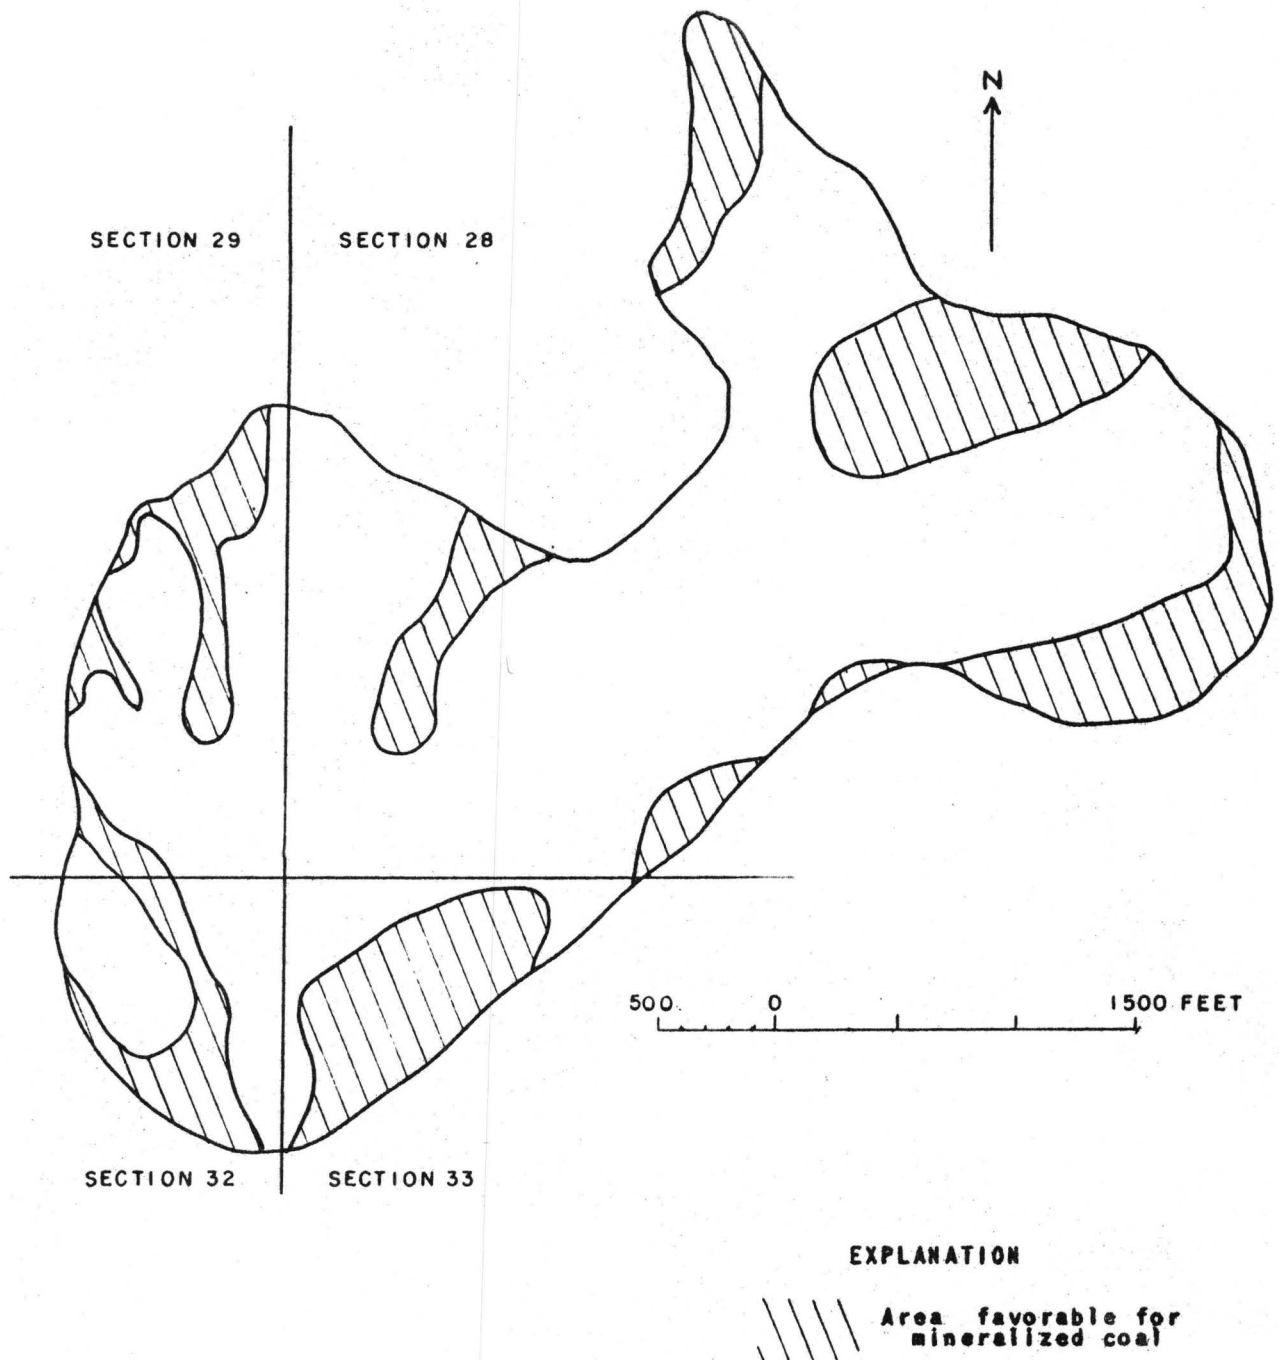 N
SECTION 29
SECTION 28
500 0 1500 FEET
SECTION 32
SECTION 33
EXPLANATION
Area favorable for
mineralized coal